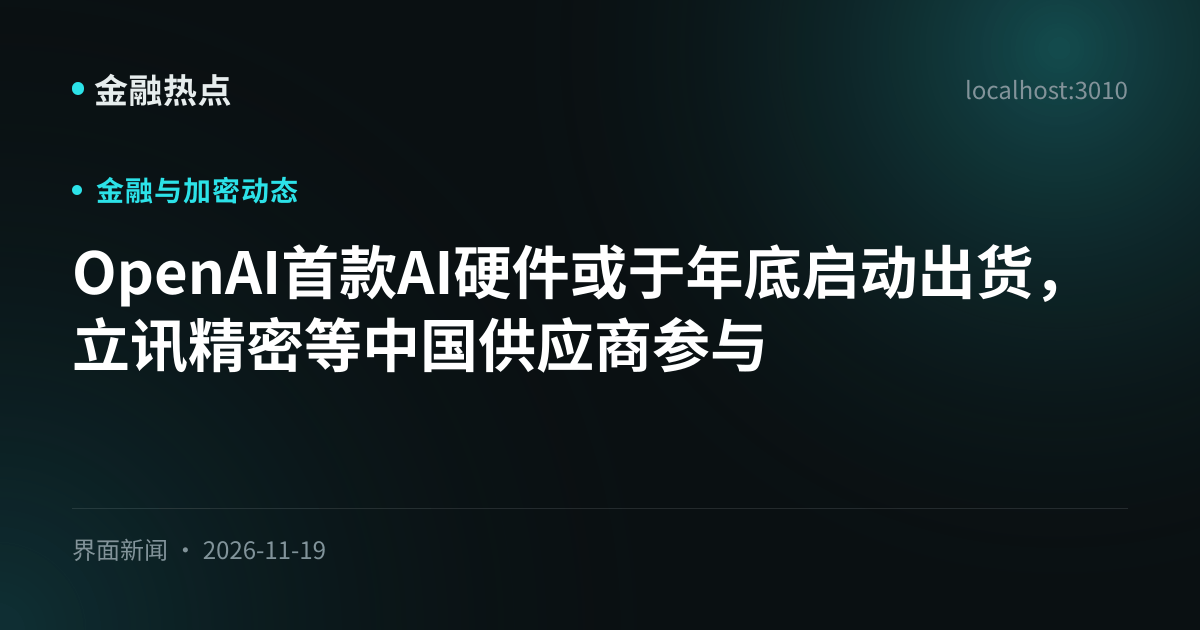 金融热点
localhost:3010
金融与加密动态
OpenAI首款AI硬件或于年底启动出货，
立讯精密等中国供应商参与
界面新闻 • 2026-11-19